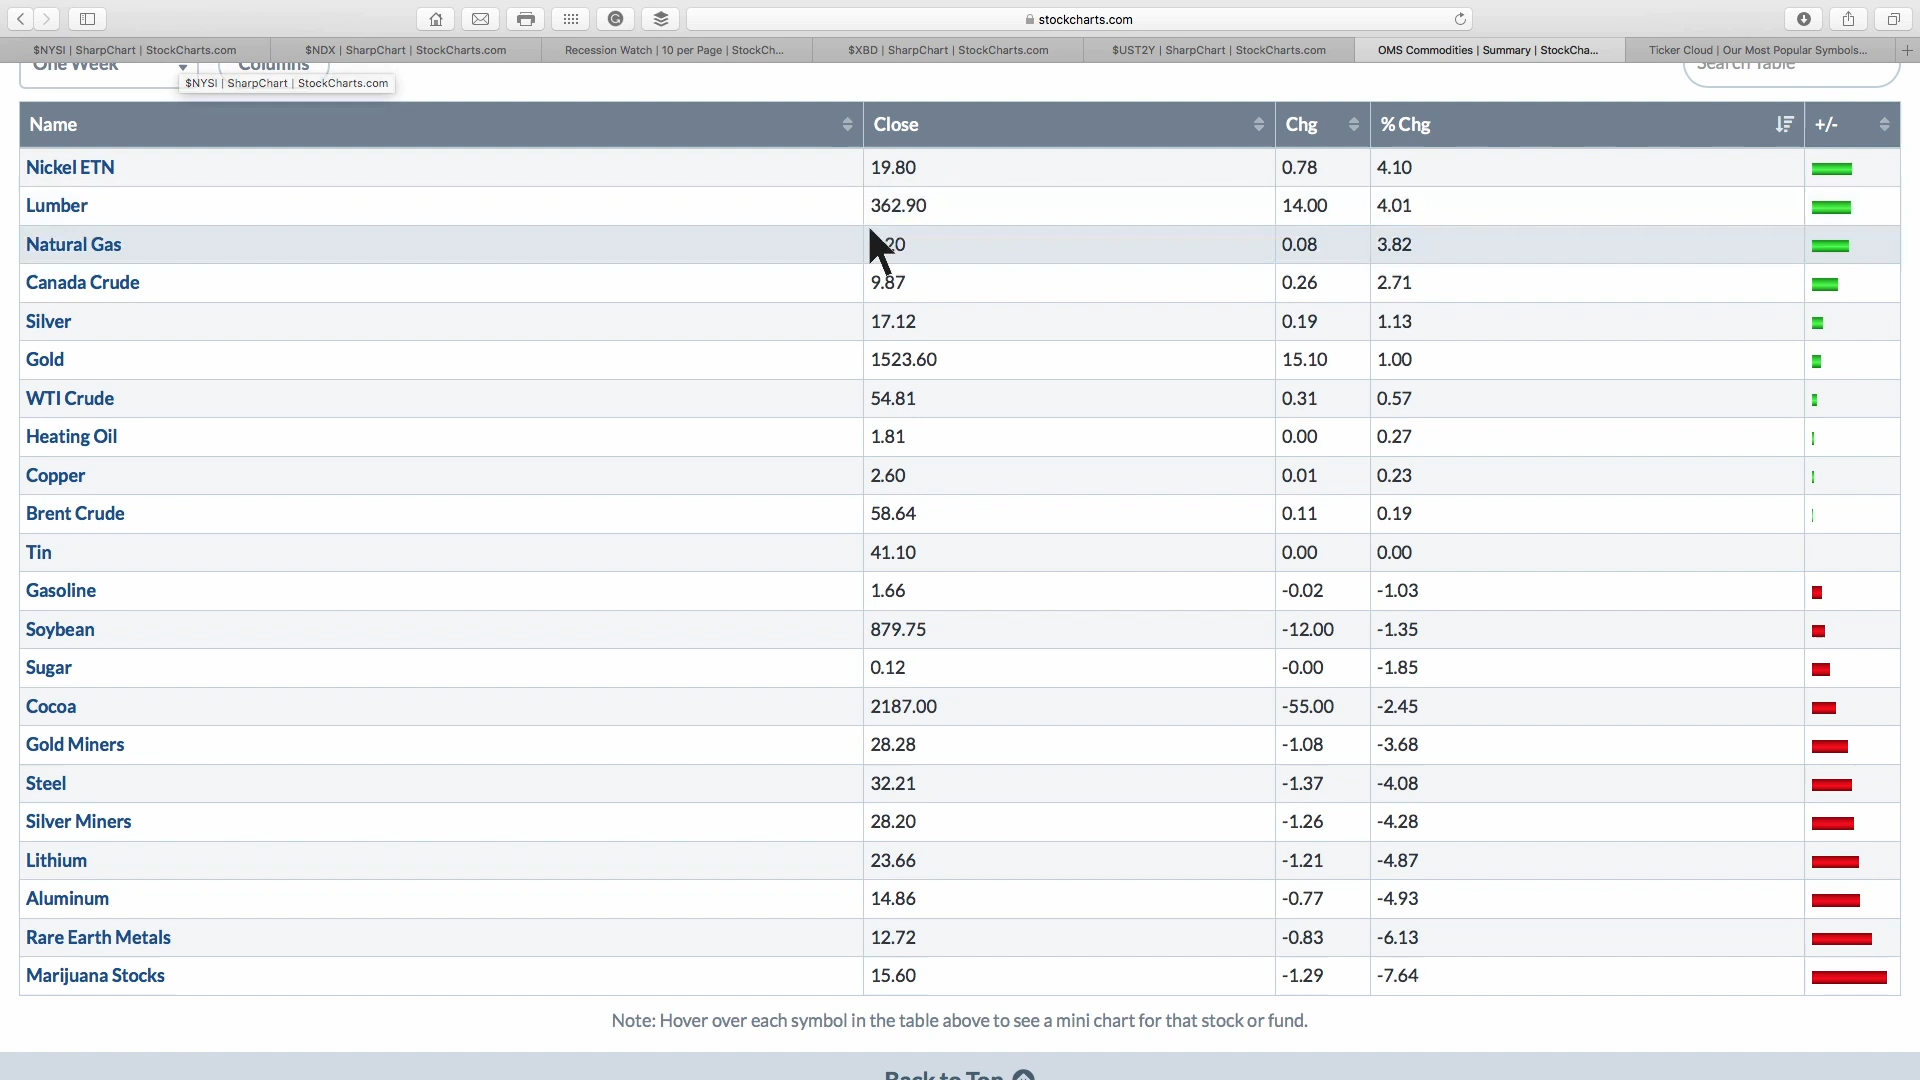 stockcharts.com
$NYSI | SharpChart | StockCharts.com $NDX | SharpChart | StockCharts.com Recession Watch | 10 per Page | StockCh... $XBD | SharpChart | StockCharts.com $UST2Y | SharpChart | StockCharts.com OMS Commodities | Summary | StockCha... Ticker Cloud | Our Most Popular Symbols...
One Week Columns Search Table
$NYSI | SharpChart | StockCharts.com
Name Close Chg % Chg +/-
Nickel ETN 19.80 0.78 4.10
Lumber 362.90 14.00 4.01
Natural Gas .20 0.08 3.82
Canada Crude 9.87 0.26 2.71
Silver 17.12 0.19 1.13
Gold 1523.60 15.10 1.00
WTI Crude 54.81 0.31 0.57
Heating Oil 1.81 0.00 0.27
Copper 2.60 0.01 0.23
Brent Crude 58.64 0.11 0.19
Tin 41.10 0.00 0.00
Gasoline 1.66 -0.02 -1.03
Soybean 879.75 -12.00 -1.35
Sugar 0.12 -0.00 -1.85
Cocoa 2187.00 -55.00 -2.45
Gold Miners 28.28 -1.08 -3.68
Steel 32.21 -1.37 -4.08
Silver Miners 28.20 -1.26 -4.28
Lithium 23.66 -1.21 -4.87
Aluminum 14.86 -0.77 -4.93
Rare Earth Metals 12.72 -0.83 -6.13
Marijuana Stocks 15.60 -1.29 -7.64
Note: Hover over each symbol in the table above to see a mini chart for that stock or fund.
Back to Top